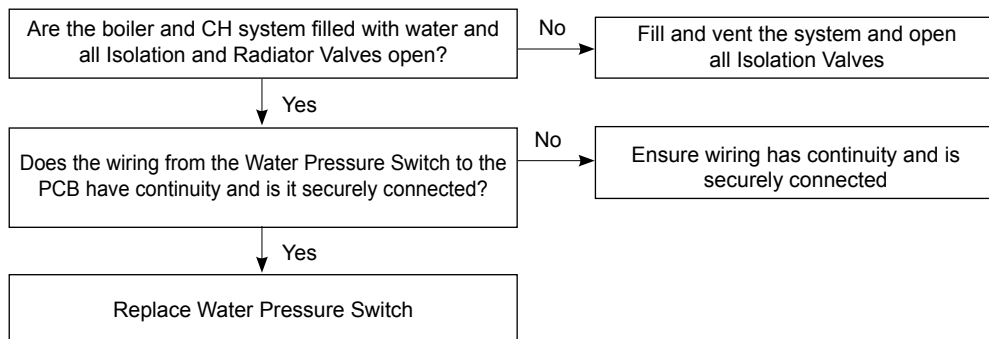 Are the boiler and CH system filled with water and
all Isolation and Radiator Valves open?
No
Fill and vent the system and open
all Isolation Valves
Yes
Does the wiring from the Water Pressure Switch to the
PCB have continuity and is it securely connected?
No
Ensure wiring has continuity and is
securely connected
Yes
Replace Water Pressure Switch